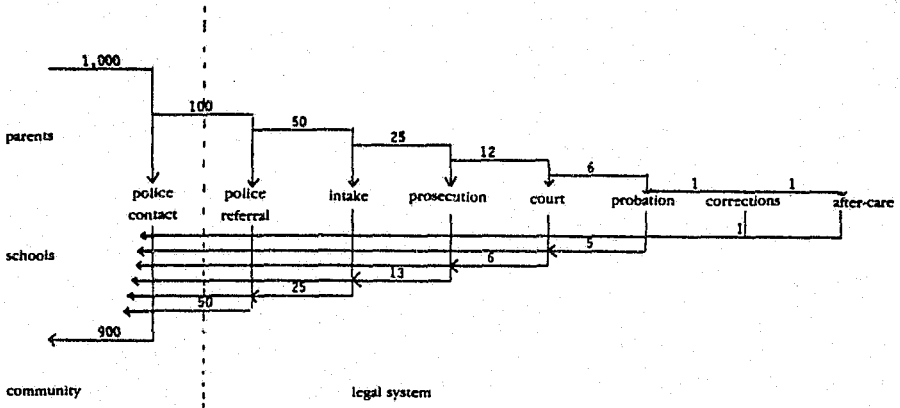 1,000
100
50
25
12
6
1 1
parents
police contact
police referral
intake
prosecution
court
probation
corrections
after-care
1
5
6
13
25
50
900
schools
community
legal system